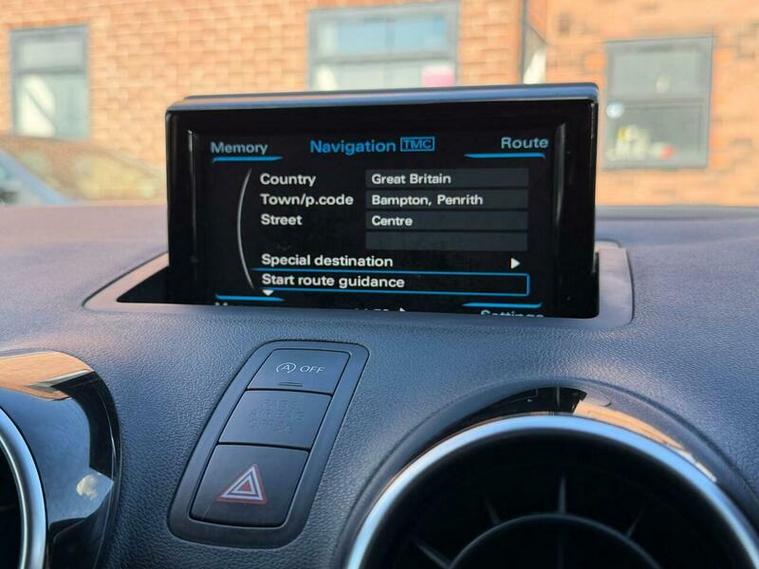 Memory Navigation TMC Route
Country Great Britain
Town/p.code Bampton, Penrith
Street Centre
Special destination
Start route guidance
A OFF